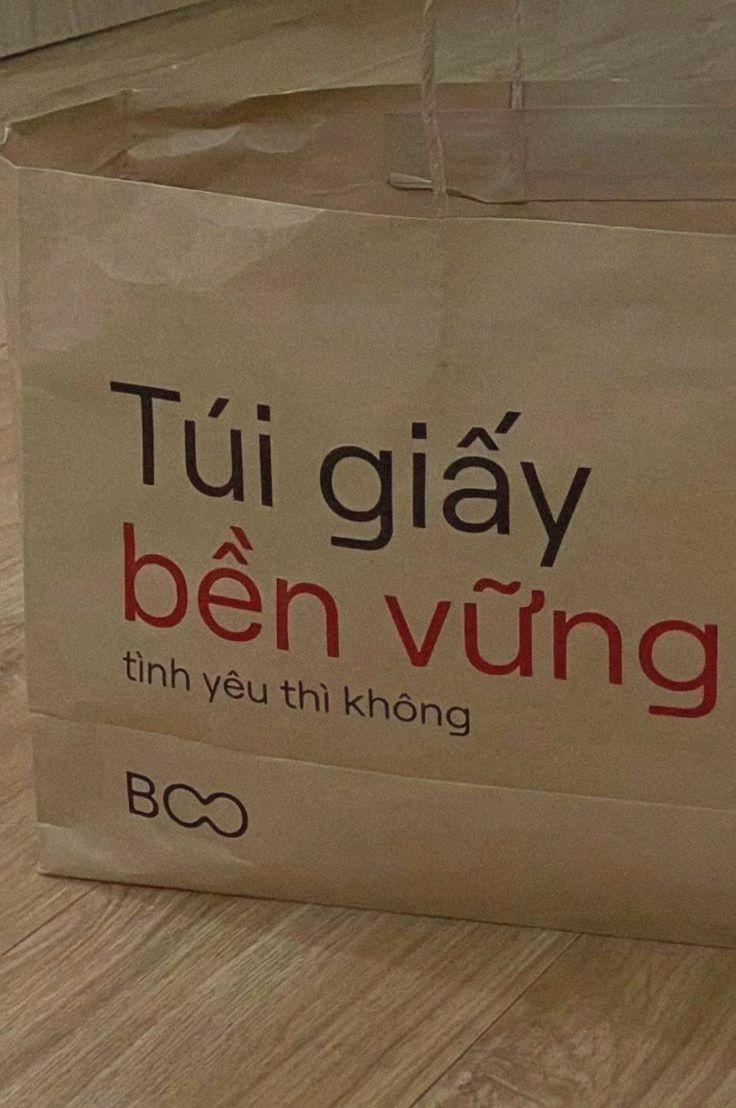 Túi giấy
bền vững
tình yêu thì không
BOO